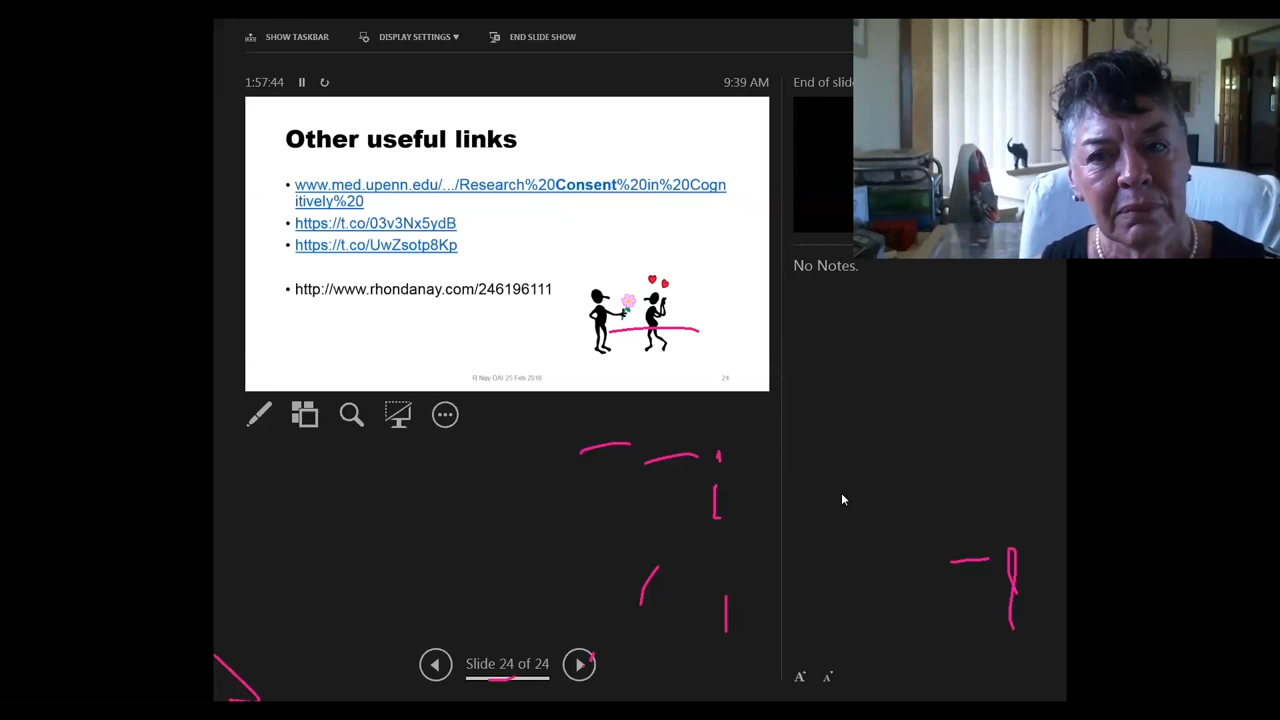 SHOW TASKBAR DISPLAY SETTINGS ▼ END SLIDE SHOW
1:57:44 9:39 AM
End of slid
Other useful links
• www.med.upenn.edu/.../Research%20Consent%20in%20Cogn
itively%20
• https://t.co/03v3Nx5ydB
• https://t.co/UwZsotp8Kp
• http://www.rhondanay.com/246196111
R Nay DAI 25 Feb 2016 24
No Notes.
Slide 24 of 24
A A